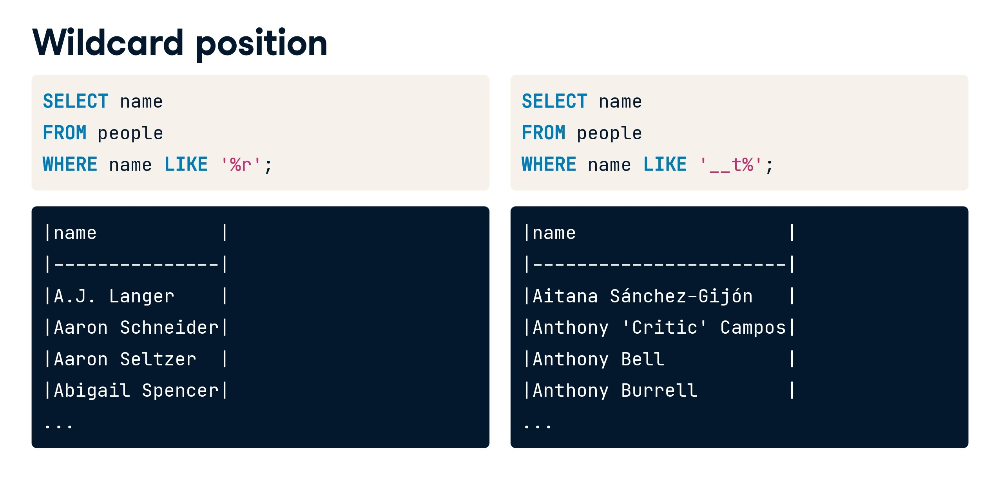 Wildcard position
SELECT name
FROM people
WHERE name LIKE '%r';
|name           |
|---------------|
|A.J. Langer    |
|Aaron Schneider|
|Aaron Seltzer  |
|Abigail Spencer|
...
SELECT name
FROM people
WHERE name LIKE '__t%';
|name                   |
|-----------------------|
|Aitana Sánchez-Gijón   |
|Anthony 'Critic' Campos|
|Anthony Bell           |
|Anthony Burrell        |
...